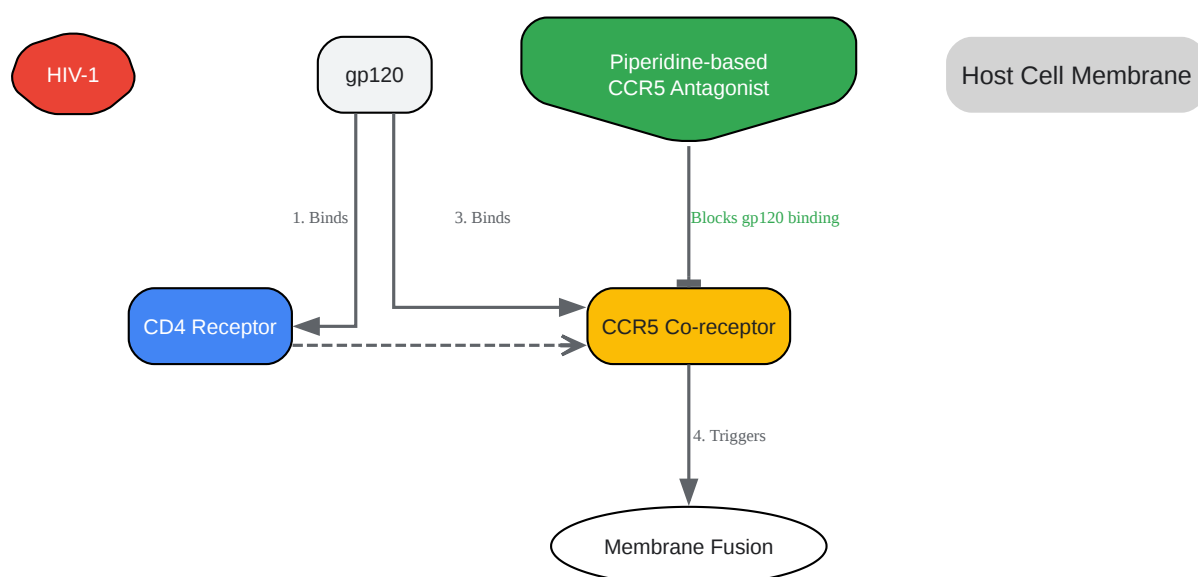 HIV-1
gp120
Piperidine-based
CCR5 Antagonist
Host Cell Membrane
1. Binds
3. Binds
Blocks gp120 binding
CD4 Receptor
CCR5 Co-receptor
4. Triggers
Membrane Fusion